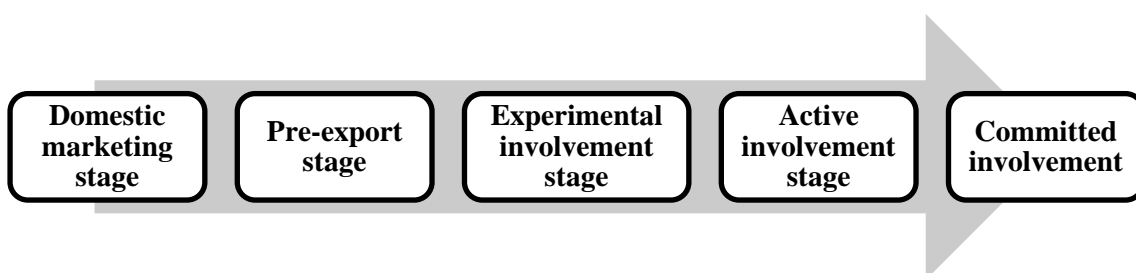 Domestic
marketing
stage
Pre-export
stage
Experimental
involvement
stage
Active
involvement
stage
Committed
involvement